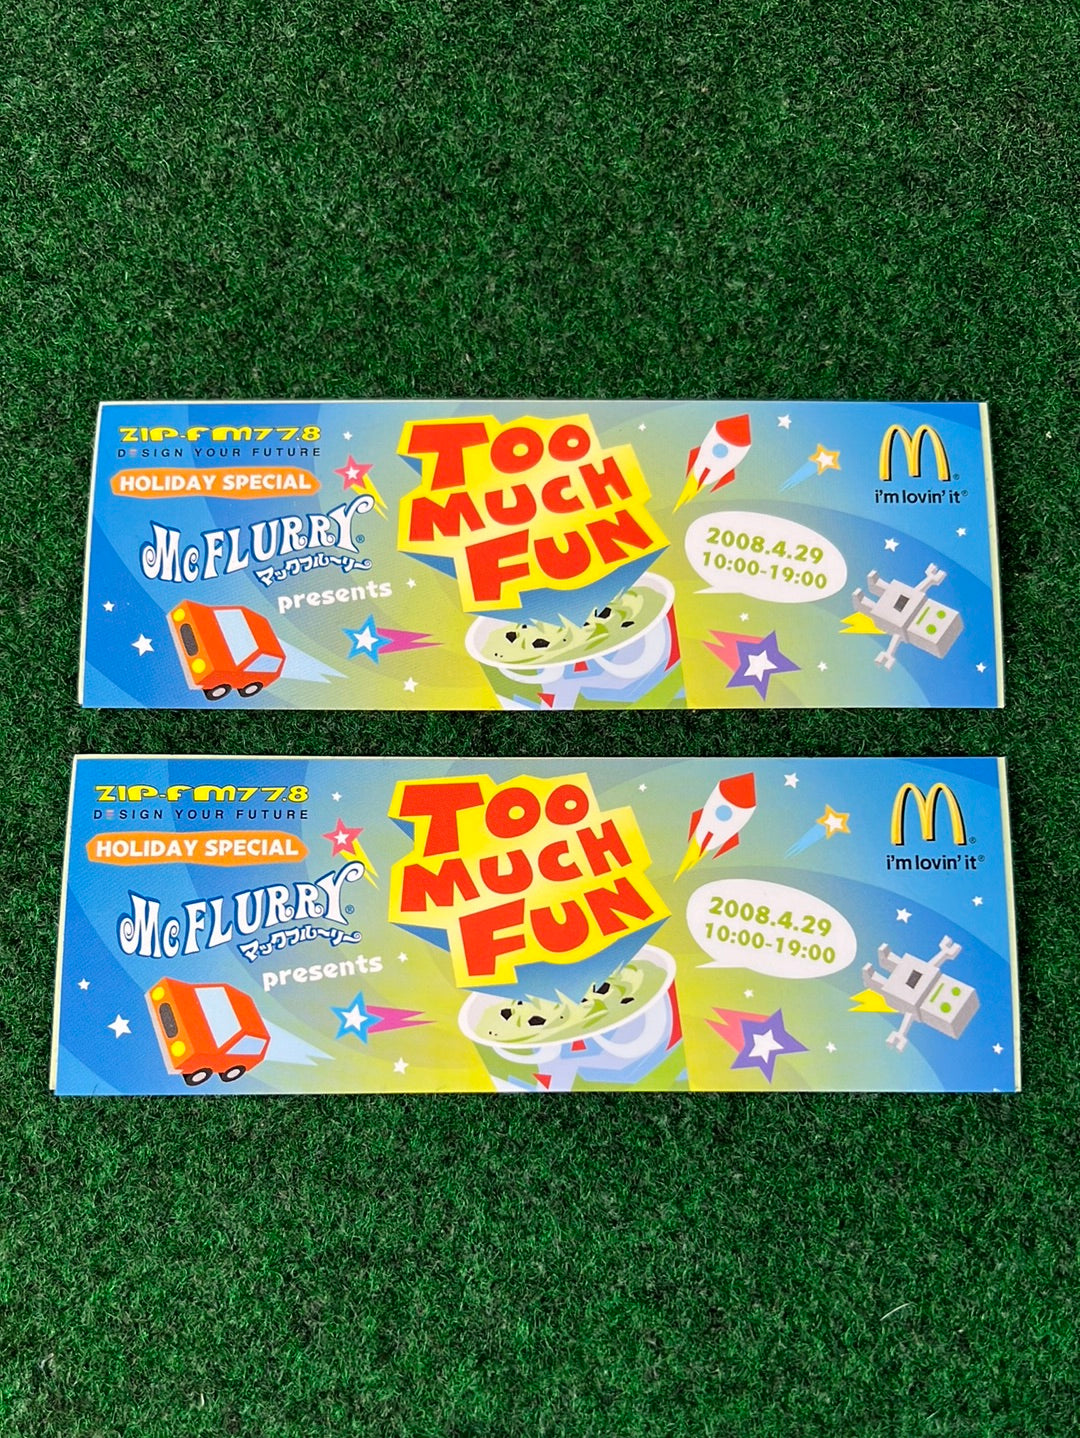 ZIP-FM77.8
DESIGN YOUR FUTURE
HOLIDAY SPECIAL
McFLURRY®
マックフルーリー
presents
TOO
MUCH
FUN
2008.4.29
10:00-19:00
M®
i'm lovin' it®
ZIP-FM77.8
DESIGN YOUR FUTURE
HOLIDAY SPECIAL
McFLURRY®
マックフルーリー
presents
TOO
MUCH
FUN
2008.4.29
10:00-19:00
M®
i'm lovin' it®